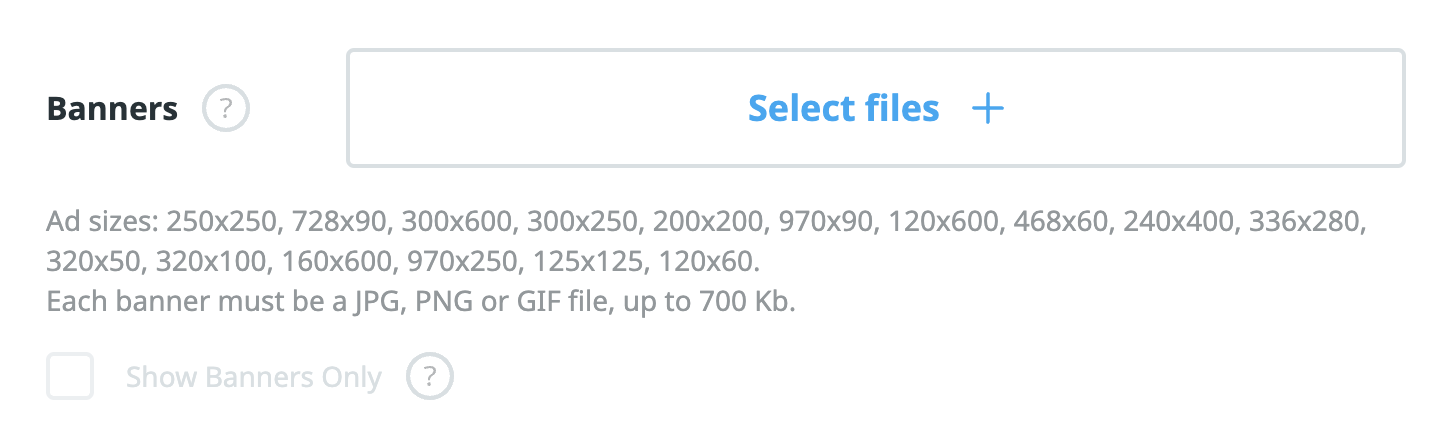 Banners ? Select files +
Ad sizes: 250x250, 728x90, 300x600, 300x250, 200x200, 970x90, 120x600, 468x60, 240x400, 336x280,
320x50, 320x100, 160x600, 970x250, 125x125, 120x60.
Each banner must be a JPG, PNG or GIF file, up to 700 Kb.
Show Banners Only ?